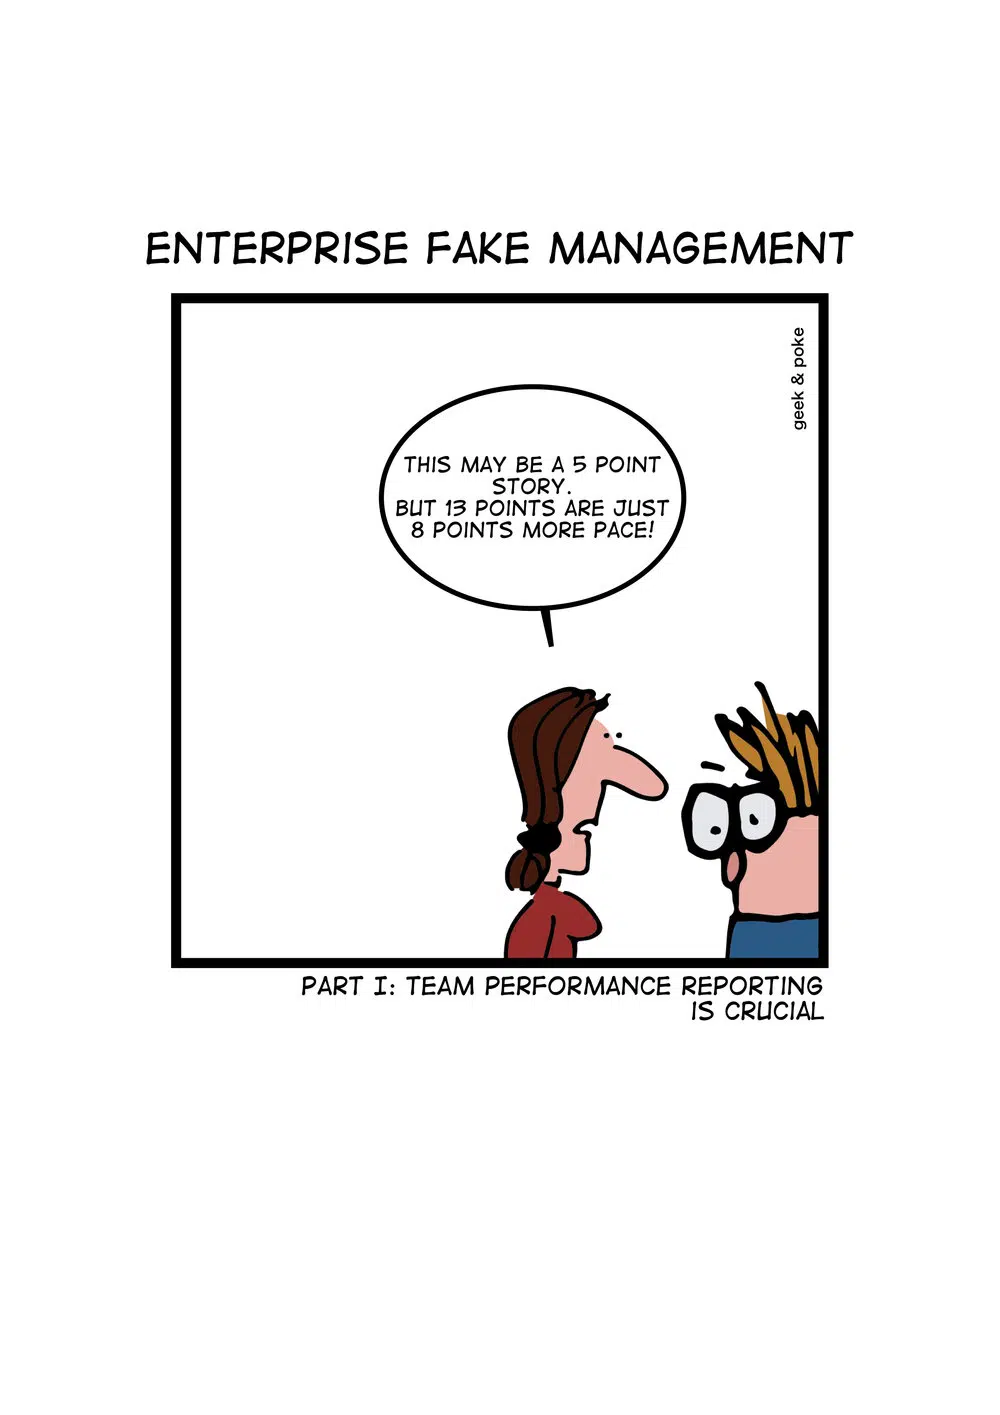 ENTERPRISE FAKE MANAGEMENT
geek & poke
THIS MAY BE A 5 POINT
STORY.
BUT 13 POINTS ARE JUST
8 POINTS MORE PACE!
PART I: TEAM PERFORMANCE REPORTING
IS CRUCIAL